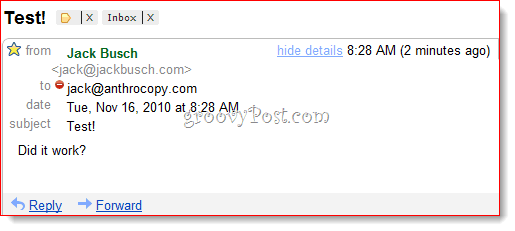 Test! | X Inbox | X
from Jack Busch hide details 8:28 AM (2 minutes ago)
<jack@jackbusch.com>
to jack@anthrocopy.com
date Tue, Nov 16, 2010 at 8:28 AM
subject Test!
groovyPost.com
Did it work?
Reply Forward